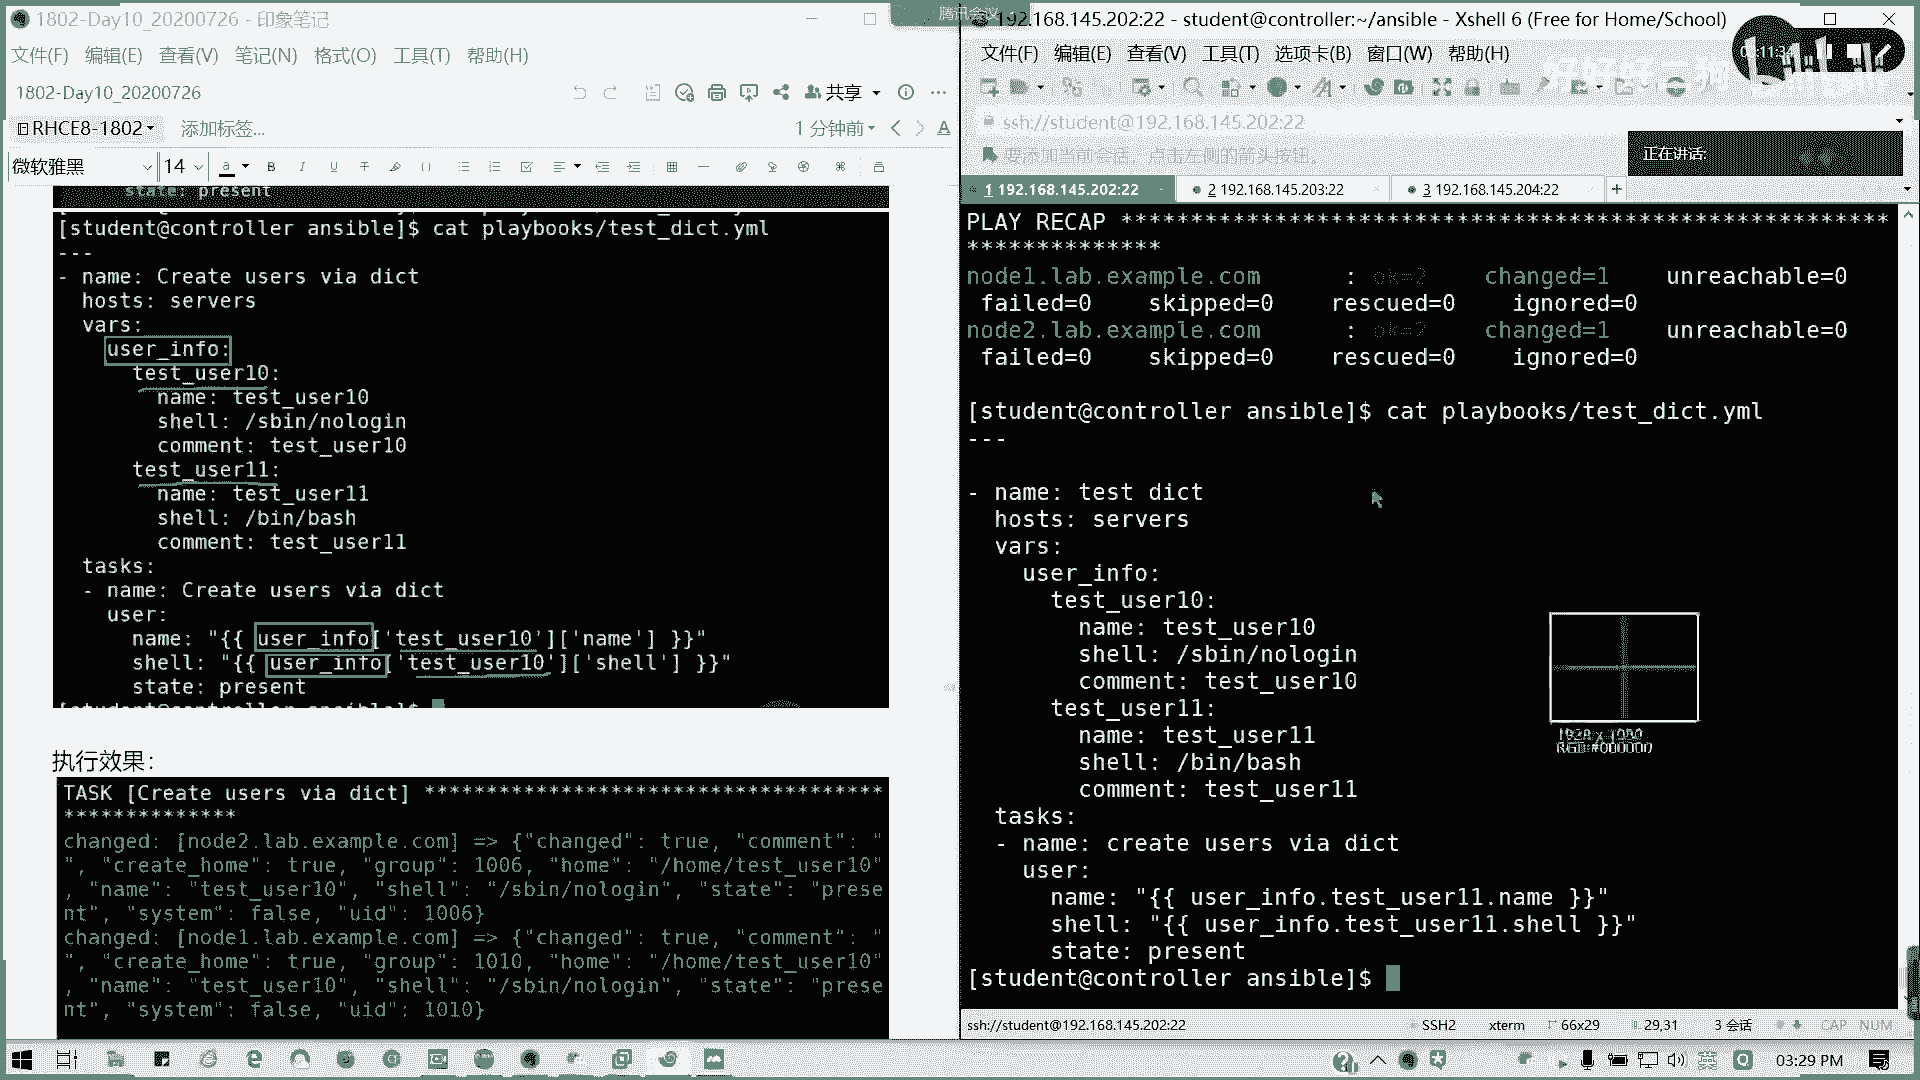 1802-Day10_20200726 - 印象笔记
文件(F) 编辑(E) 查看(V) 笔记(N) 格式(O) 工具(T) 帮助(H)
1802-Day10_20200726
共享
RHCE8-1802
添加标签...
1 分钟前
微软雅黑 14
state: present
[student@controller ansible]$ cat playbooks/test_dict.yml
---
- name: Create users via dict
hosts: servers
vars:
user_info:
test_user10:
name: test_user10
shell: /sbin/nologin
comment: test_user10
test_user11:
name: test_user11
shell: /bin/bash
comment: test_user11
tasks:
- name: Create users via dict
user:
name: "{{ user_info['test_user10']['name'] }}"
shell: "{{ user_info['test_user10']['shell'] }}"
state: present
执行效果:
TASK [Create users via dict] *************************************
**************
changed: [node2.lab.example.com] => {"changed": true, "comment": "
", "create_home": true, "group": 1006, "home": "/home/test_user10"
, "name": "test_user10", "shell": "/sbin/nologin", "state": "prese
nt", "system": false, "uid": 1006}
changed: [node1.lab.example.com] => {"changed": true, "comment": "
", "create_home": true, "group": 1010, "home": "/home/test_user10"
, "name": "test_user10", "shell": "/sbin/nologin", "state": "prese
nt", "system": false, "uid": 1010}
腾讯会议
192.168.145.202:22 - student@controller:~/ansible - Xshell 6 (Free for Home/School)
文件(F) 编辑(E) 查看(V) 工具(T) 选项卡(B) 窗口(W) 帮助(H)
ssh://student@192.168.145.202:22
要添加当前会话，点击左侧的箭头按钮。
正在讲话:
1 192.168.145.202:22
2 192.168.145.203:22
3 192.168.145.204:22
PLAY RECAP ********************************************************
**************
node1.lab.example.com : ok=2 changed=1 unreachable=0
failed=0 skipped=0 rescued=0 ignored=0
node2.lab.example.com : ok=2 changed=1 unreachable=0
failed=0 skipped=0 rescued=0 ignored=0
[student@controller ansible]$ cat playbooks/test_dict.yml
---
- name: test dict
hosts: servers
vars:
user_info:
test_user10:
name: test_user10
shell: /sbin/nologin
comment: test_user10
test_user11:
name: test_user11
shell: /bin/bash
comment: test_user11
tasks:
- name: create users via dict
user:
name: "{{ user_info.test_user11.name }}"
shell: "{{ user_info.test_user11.shell }}"
state: present
[student@controller ansible]$
RGB:#000000
ssh://student@192.168.145.202:22
SSH2 xterm 66x29 29,31 3 会话 CAP NUM
英
03:29 PM